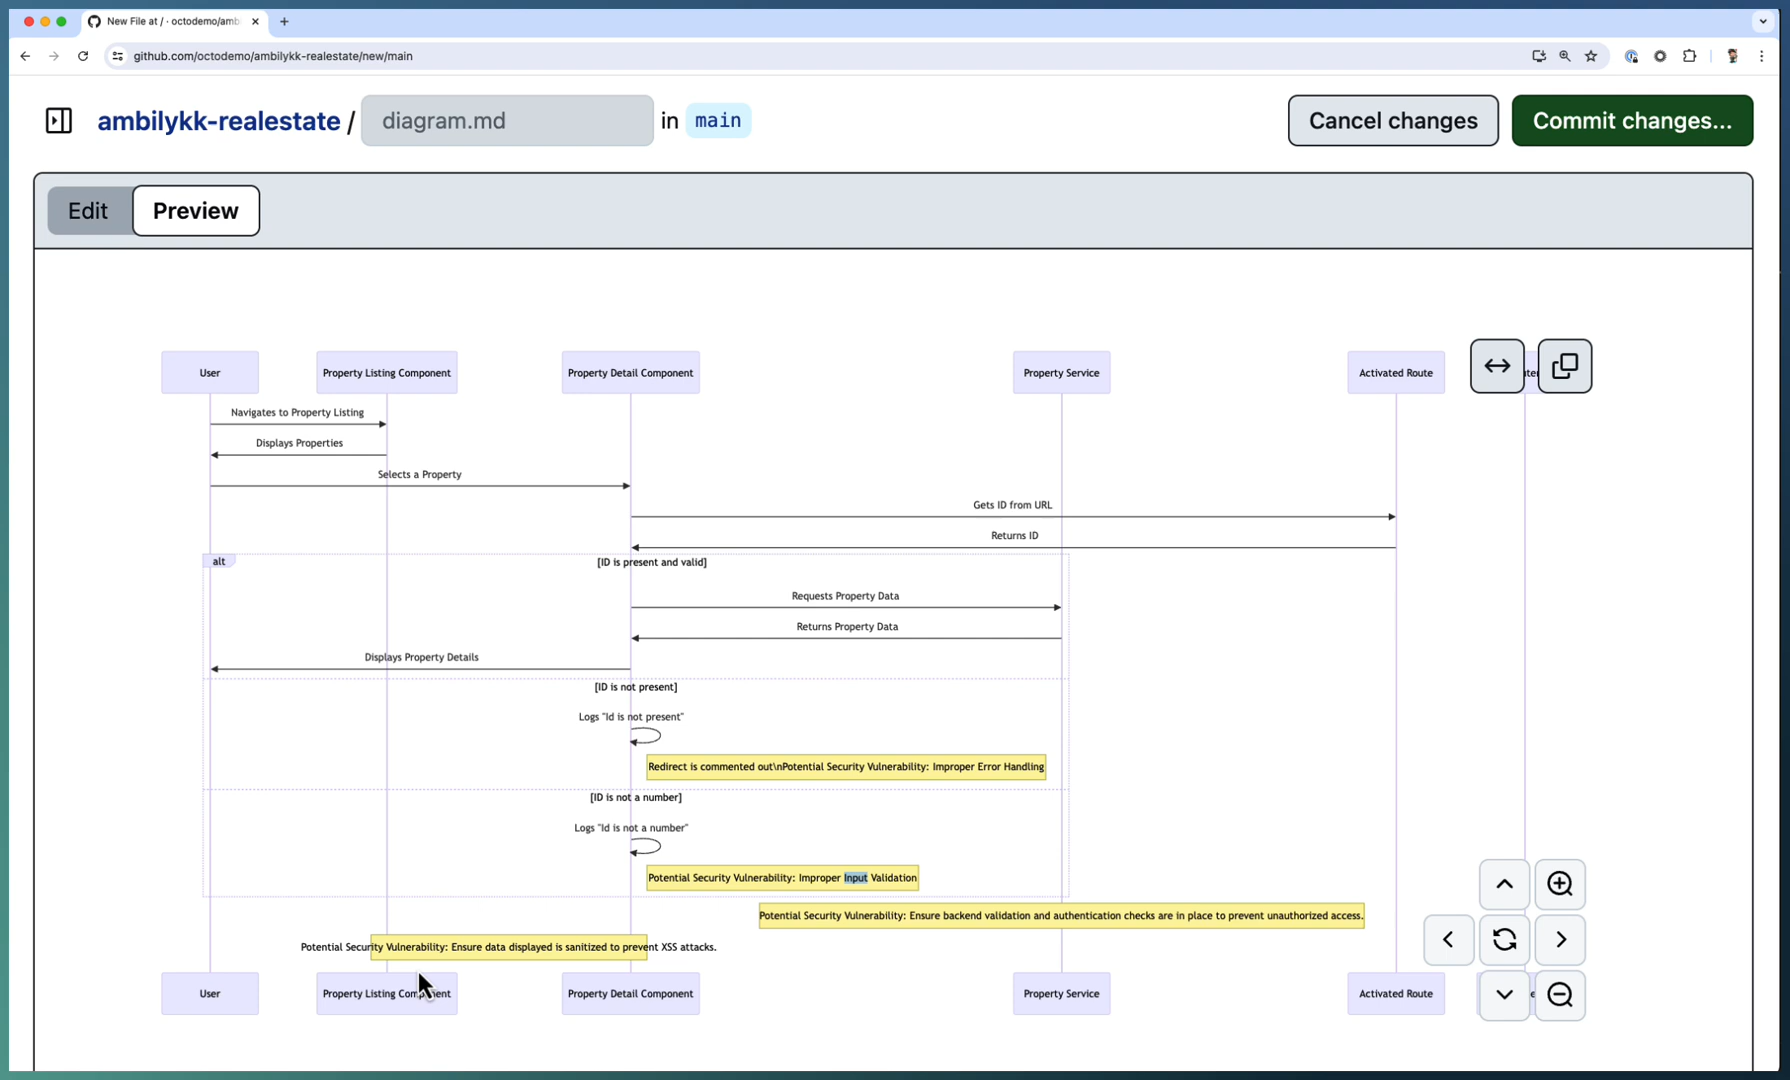 New File at / · octodemo/amb
github.com/octodemo/ambilykk-realestate/new/main
ambilykk-realestate / diagram.md in main
Cancel changes
Commit changes...
Edit
Preview
User
Property Listing Component
Property Detail Component
Property Service
Activated Route
Navigates to Property Listing
Displays Properties
Selects a Property
Gets ID from URL
Returns ID
alt
[ID is present and valid]
Requests Property Data
Returns Property Data
Displays Property Details
[ID is not present]
Logs "Id is not present"
Redirect is commented out\nPotential Security Vulnerability: Improper Error Handling
[ID is not a number]
Logs "Id is not a number"
Potential Security Vulnerability: Improper Input Validation
Potential Security Vulnerability: Ensure backend validation and authentication checks are in place to prevent unauthorized access.
Potential Security Vulnerability: Ensure data displayed is sanitized to prevent XSS attacks.
User
Property Listing Component
Property Detail Component
Property Service
Activated Route